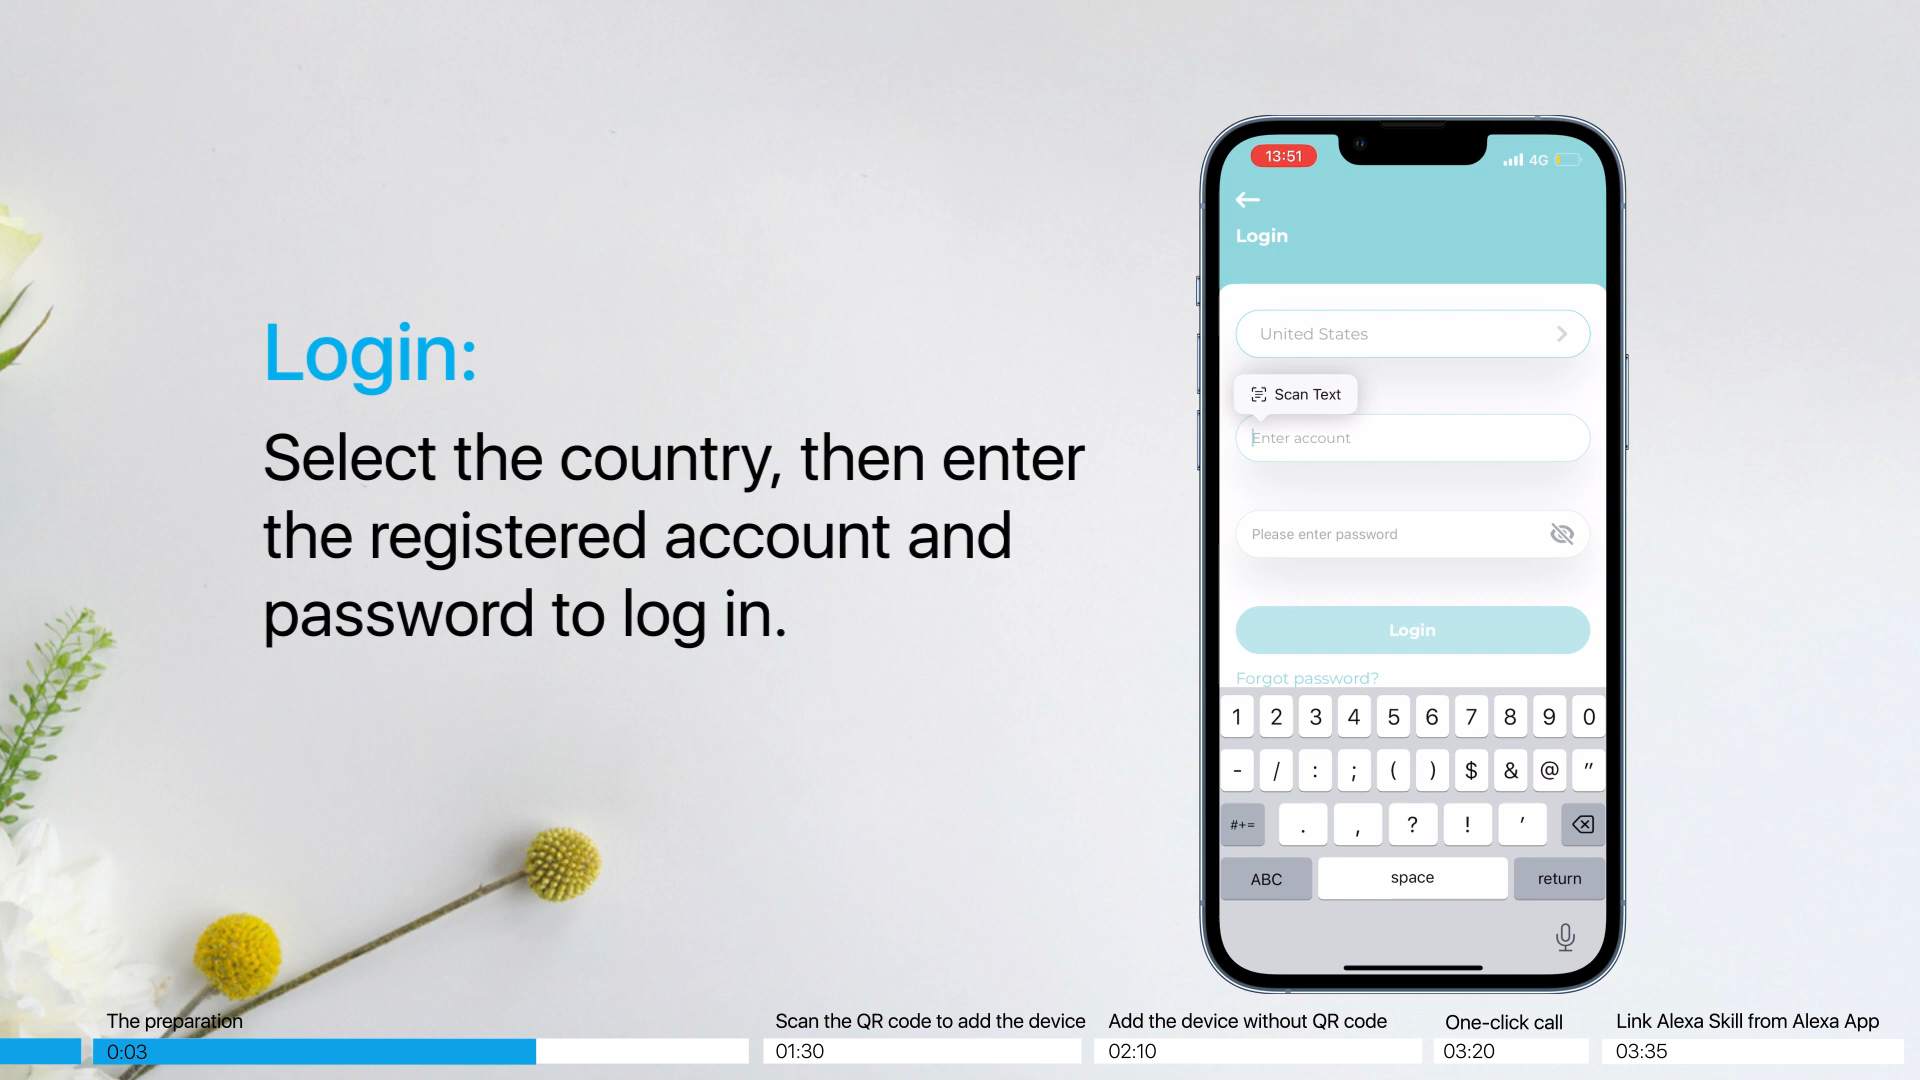 Login:
Select the country, then enter
the registered account and
password to log in.
13:51
4G
Login
United States
Scan Text
Enter account
Please enter password
Login
Forgot password?
1 2 3 4 5 6 7 8 9 0
- / : ; ( ) $ & @ "
#+= . , ? ! '
ABC space return
The preparation
0:03
Scan the QR code to add the device
01:30
Add the device without QR code
02:10
One-click call
03:20
Link Alexa Skill from Alexa App
03:35